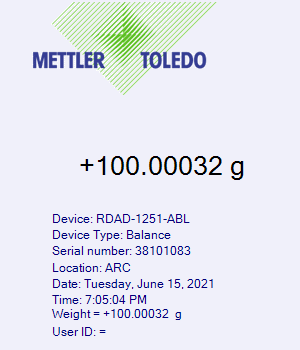 METTLER TOLEDO
+100.00032 g
Device: RDAD-1251-ABL
Device Type: Balance
Serial number: 38101083
Location: ARC
Date: Tuesday, June 15, 2021
Time: 7:05:04 PM
Weight = +100.00032 g
User ID: =